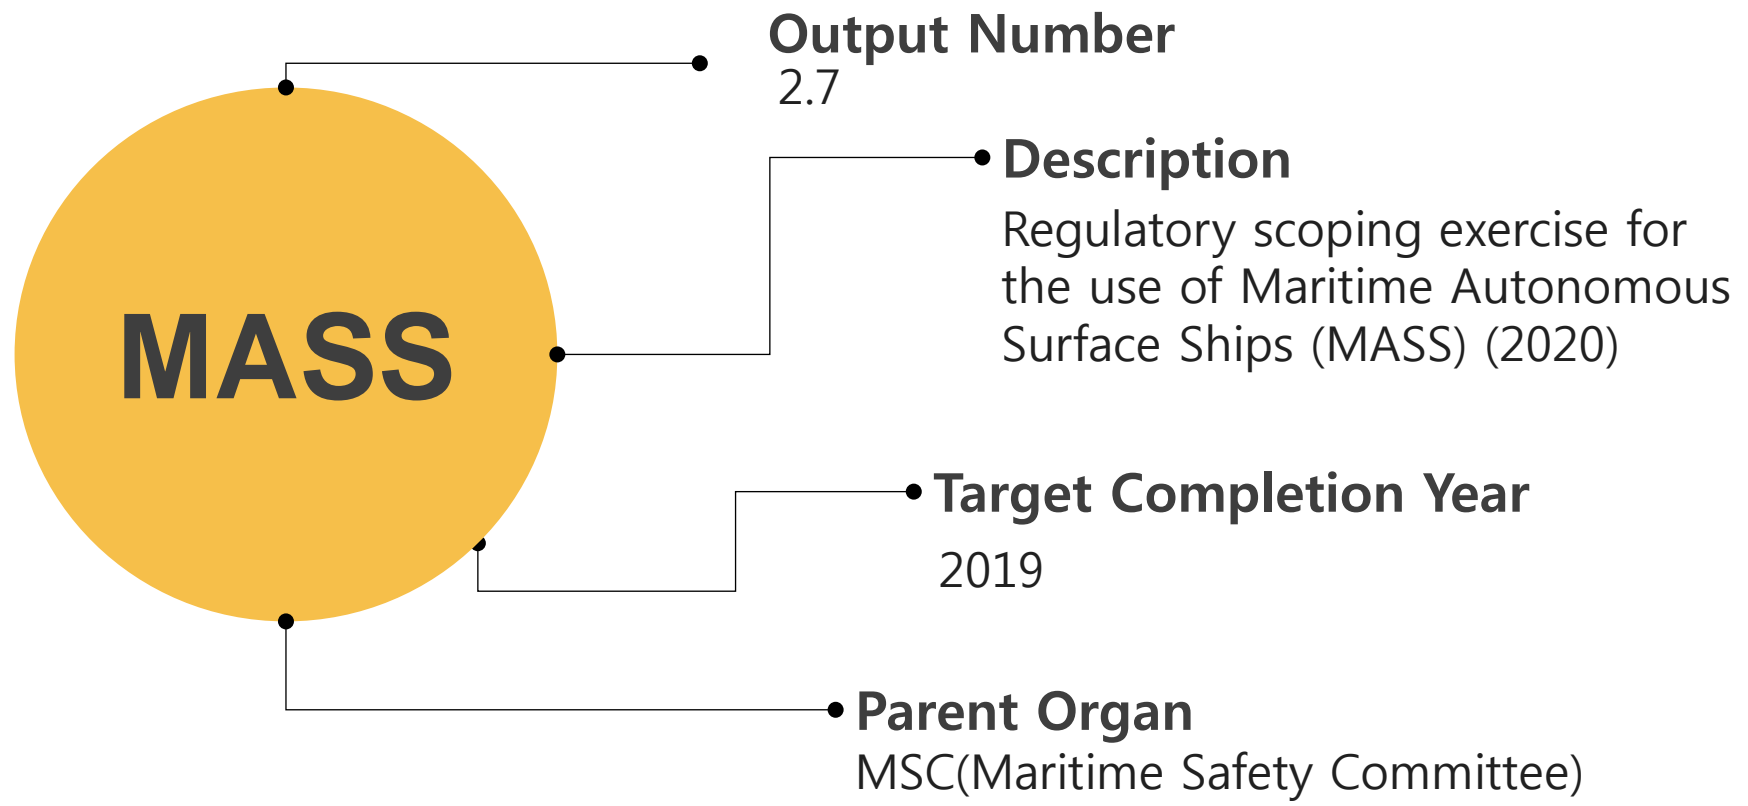 Output Number
2.7
Description
Regulatory scoping exercise for
the use of Maritime Autonomous
Surface Ships (MASS) (2020)
MASS
Target Completion Year
2019
Parent Organ
MSC(Maritime Safety Committee)